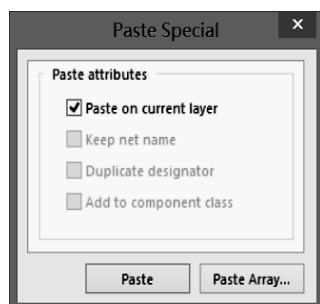 Paste Special
Paste attributes
Paste on current layer
Keep net name
Duplicate designator
Add to component class
Paste
Paste Array...